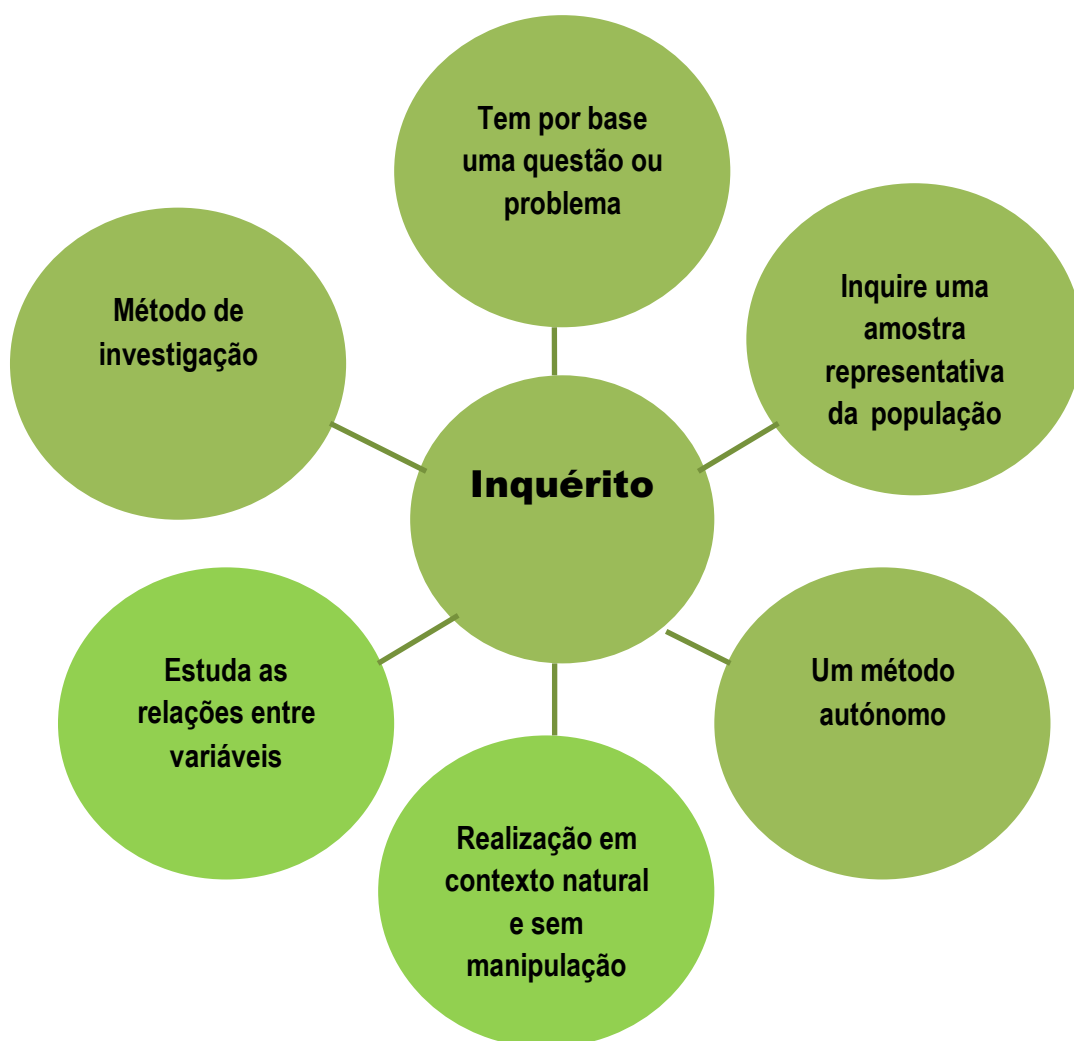 Tem por base
uma questão ou
problema
Inquire uma
amostra
representativa
da população
Método de
investigação
Inquérito
Estuda as
relações entre
variáveis
Um método
autónomo
Realização em
contexto natural
e sem
manipulação